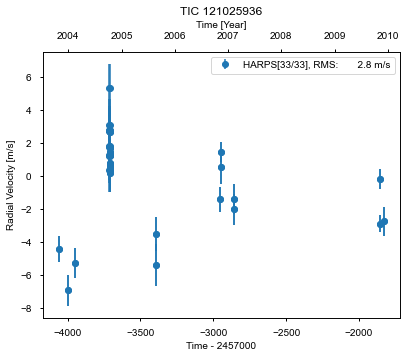 TIC 121025936
Time [Year]
2004 2005 2006 2007 2008 2009 2010
HARPS[33/33], RMS: 2.8 m/s
Radial Velocity [m/s]
6
4
2
0
−2
−4
−6
−8
−4000 −3500 −3000 −2500 −2000
Time - 2457000